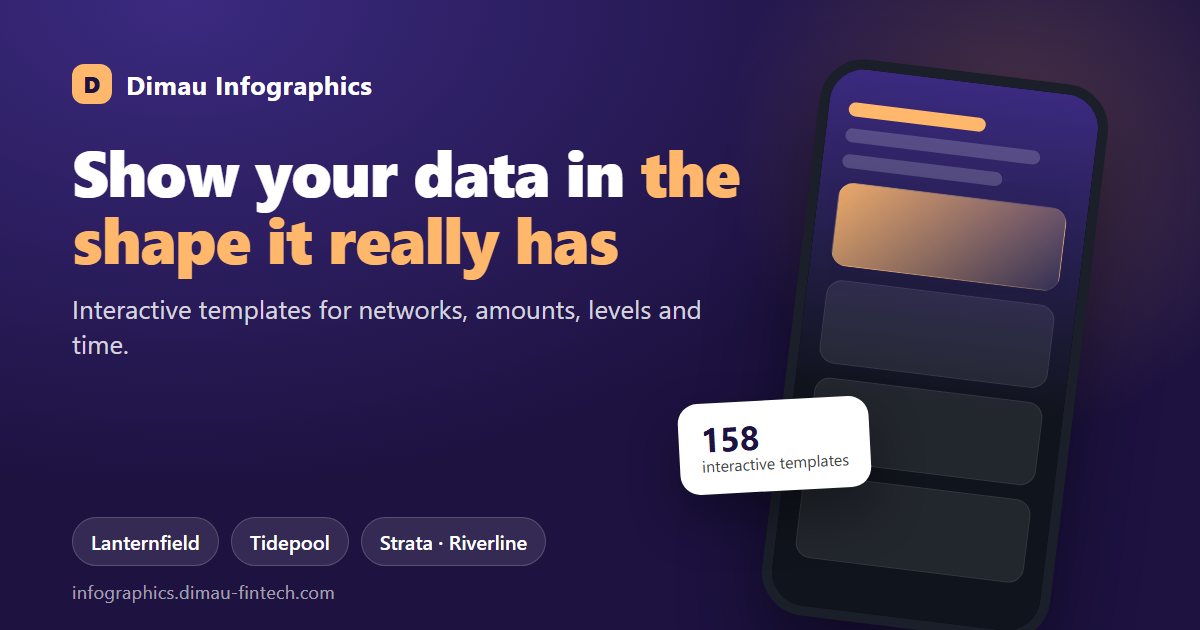 D Dimau Infographics
Show your data in the
shape it really has
Interactive templates for networks, amounts, levels and
time.
158
interactive templates
Lanternfield
Tidepool
Strata · Riverline
infographics.dimau-fintech.com